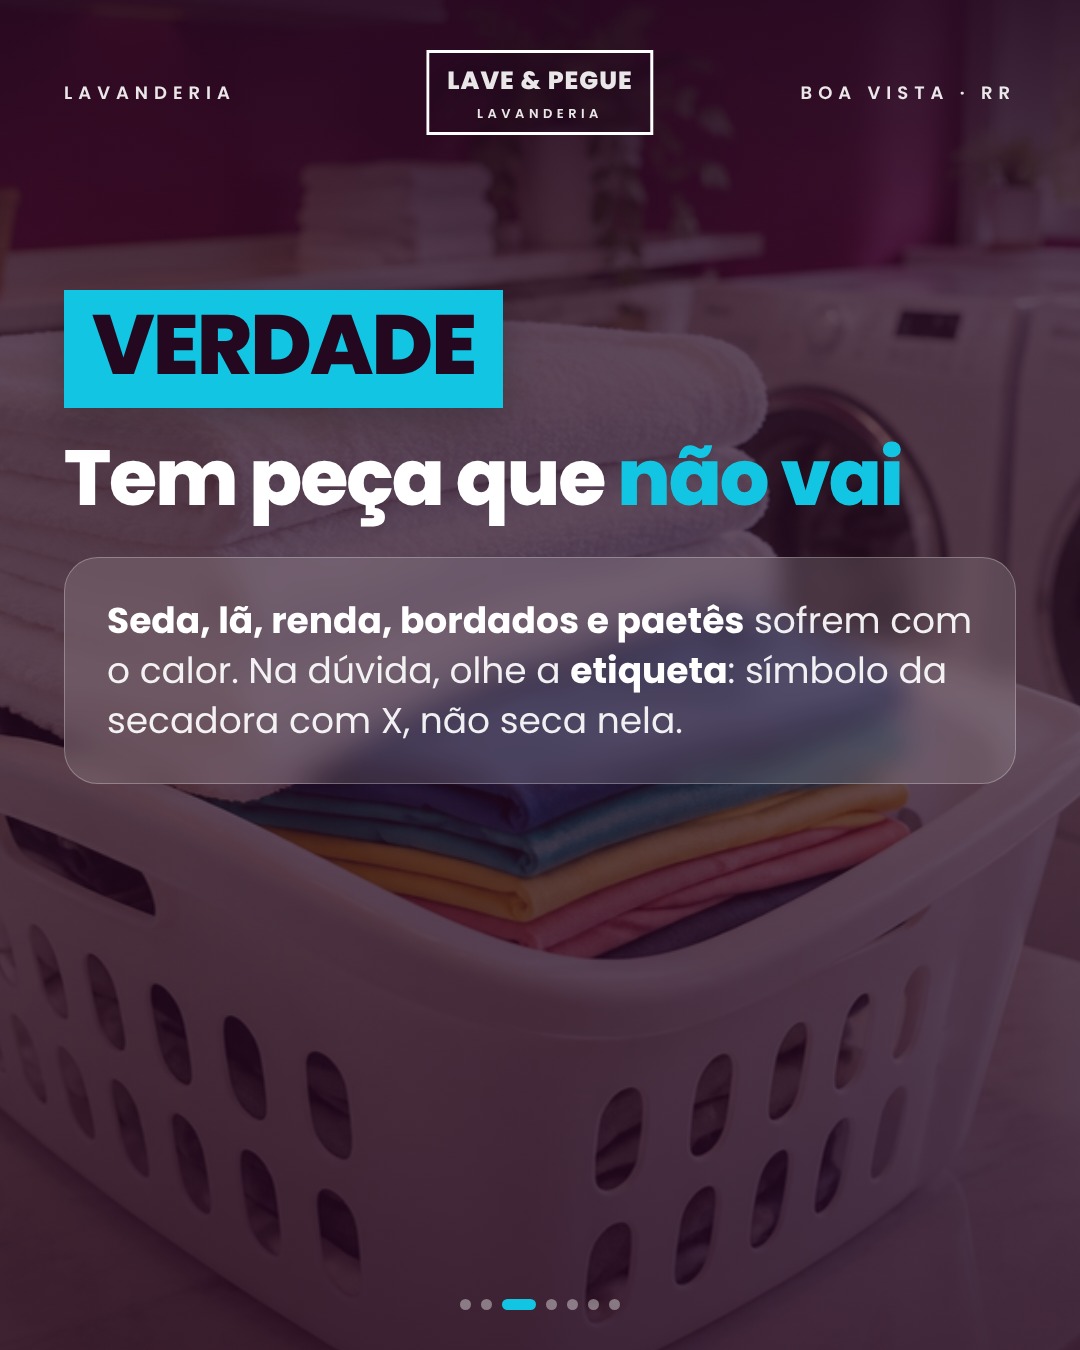 LAVANDERIA
LAVE & PEGUE
LAVANDERIA
BOA VISTA · RR
VERDADE
Tem peça que não vai
Seda, lã, renda, bordados e paetês sofrem com
o calor. Na dúvida, olhe a etiqueta: símbolo da
secadora com X, não seca nela.